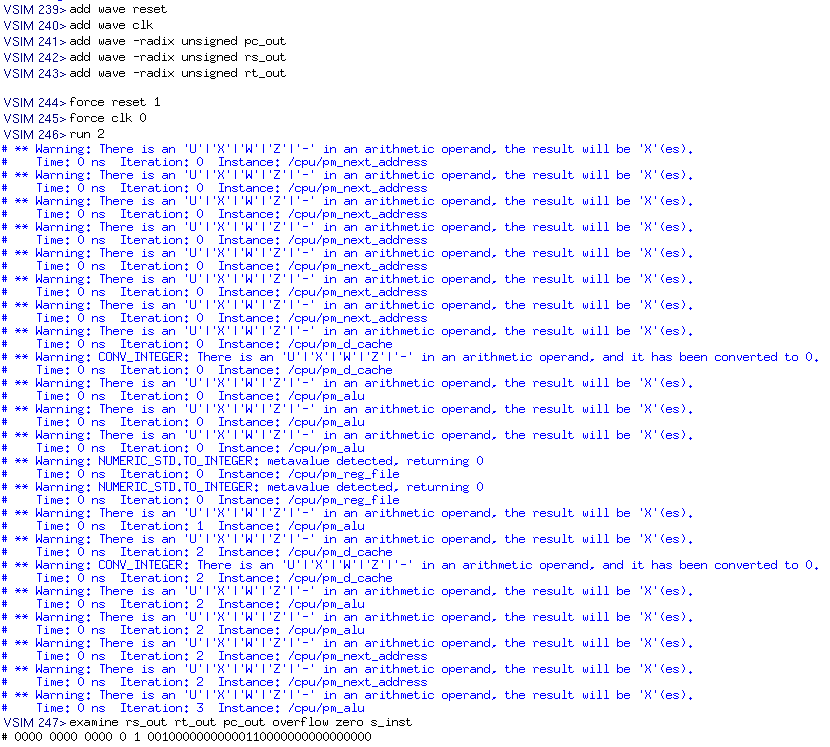 VSIM 239> add wave reset
VSIM 240> add wave clk
VSIM 241> add wave -radix unsigned pc_out
VSIM 242> add wave -radix unsigned rs_out
VSIM 243> add wave -radix unsigned rt_out
VSIM 244> force reset 1
VSIM 245> force clk 0
VSIM 246> run 2
# ** Warning: There is an 'U'|'X'|'W'|'Z'|'-' in an arithmetic operand, the result will be 'X'(es).
#    Time: 0 ns  Iteration: 0  Instance: /cpu/pm_next_address
# ** Warning: There is an 'U'|'X'|'W'|'Z'|'-' in an arithmetic operand, the result will be 'X'(es).
#    Time: 0 ns  Iteration: 0  Instance: /cpu/pm_next_address
# ** Warning: There is an 'U'|'X'|'W'|'Z'|'-' in an arithmetic operand, the result will be 'X'(es).
#    Time: 0 ns  Iteration: 0  Instance: /cpu/pm_next_address
# ** Warning: There is an 'U'|'X'|'W'|'Z'|'-' in an arithmetic operand, the result will be 'X'(es).
#    Time: 0 ns  Iteration: 0  Instance: /cpu/pm_next_address
# ** Warning: There is an 'U'|'X'|'W'|'Z'|'-' in an arithmetic operand, the result will be 'X'(es).
#    Time: 0 ns  Iteration: 0  Instance: /cpu/pm_next_address
# ** Warning: There is an 'U'|'X'|'W'|'Z'|'-' in an arithmetic operand, the result will be 'X'(es).
#    Time: 0 ns  Iteration: 0  Instance: /cpu/pm_next_address
# ** Warning: There is an 'U'|'X'|'W'|'Z'|'-' in an arithmetic operand, the result will be 'X'(es).
#    Time: 0 ns  Iteration: 0  Instance: /cpu/pm_next_address
# ** Warning: There is an 'U'|'X'|'W'|'Z'|'-' in an arithmetic operand, the result will be 'X'(es).
#    Time: 0 ns  Iteration: 0  Instance: /cpu/pm_d_cache
# ** Warning: CONV_INTEGER: There is an 'U'|'X'|'W'|'Z'|'-' in an arithmetic operand, and it has been converted to 0.
#    Time: 0 ns  Iteration: 0  Instance: /cpu/pm_d_cache
# ** Warning: There is an 'U'|'X'|'W'|'Z'|'-' in an arithmetic operand, the result will be 'X'(es).
#    Time: 0 ns  Iteration: 0  Instance: /cpu/pm_alu
# ** Warning: There is an 'U'|'X'|'W'|'Z'|'-' in an arithmetic operand, the result will be 'X'(es).
#    Time: 0 ns  Iteration: 0  Instance: /cpu/pm_alu
# ** Warning: There is an 'U'|'X'|'W'|'Z'|'-' in an arithmetic operand, the result will be 'X'(es).
#    Time: 0 ns  Iteration: 0  Instance: /cpu/pm_alu
# ** Warning: NUMERIC_STD.TO_INTEGER: metavalue detected, returning 0
#    Time: 0 ns  Iteration: 0  Instance: /cpu/pm_reg_file
# ** Warning: NUMERIC_STD.TO_INTEGER: metavalue detected, returning 0
#    Time: 0 ns  Iteration: 0  Instance: /cpu/pm_reg_file
# ** Warning: There is an 'U'|'X'|'W'|'Z'|'-' in an arithmetic operand, the result will be 'X'(es).
#    Time: 0 ns  Iteration: 1  Instance: /cpu/pm_alu
# ** Warning: There is an 'U'|'X'|'W'|'Z'|'-' in an arithmetic operand, the result will be 'X'(es).
#    Time: 0 ns  Iteration: 2  Instance: /cpu/pm_d_cache
# ** Warning: CONV_INTEGER: There is an 'U'|'X'|'W'|'Z'|'-' in an arithmetic operand, and it has been converted to 0.
#    Time: 0 ns  Iteration: 2  Instance: /cpu/pm_d_cache
# ** Warning: There is an 'U'|'X'|'W'|'Z'|'-' in an arithmetic operand, the result will be 'X'(es).
#    Time: 0 ns  Iteration: 2  Instance: /cpu/pm_alu
# ** Warning: There is an 'U'|'X'|'W'|'Z'|'-' in an arithmetic operand, the result will be 'X'(es).
#    Time: 0 ns  Iteration: 2  Instance: /cpu/pm_alu
# ** Warning: There is an 'U'|'X'|'W'|'Z'|'-' in an arithmetic operand, the result will be 'X'(es).
#    Time: 0 ns  Iteration: 2  Instance: /cpu/pm_next_address
# ** Warning: There is an 'U'|'X'|'W'|'Z'|'-' in an arithmetic operand, the result will be 'X'(es).
#    Time: 0 ns  Iteration: 2  Instance: /cpu/pm_next_address
# ** Warning: There is an 'U'|'X'|'W'|'Z'|'-' in an arithmetic operand, the result will be 'X'(es).
#    Time: 0 ns  Iteration: 3  Instance: /cpu/pm_alu
VSIM 247> examine rs_out rt_out pc_out overflow zero s_inst
# 0000 0000 0000 0 1 00100000000000110000000000000000